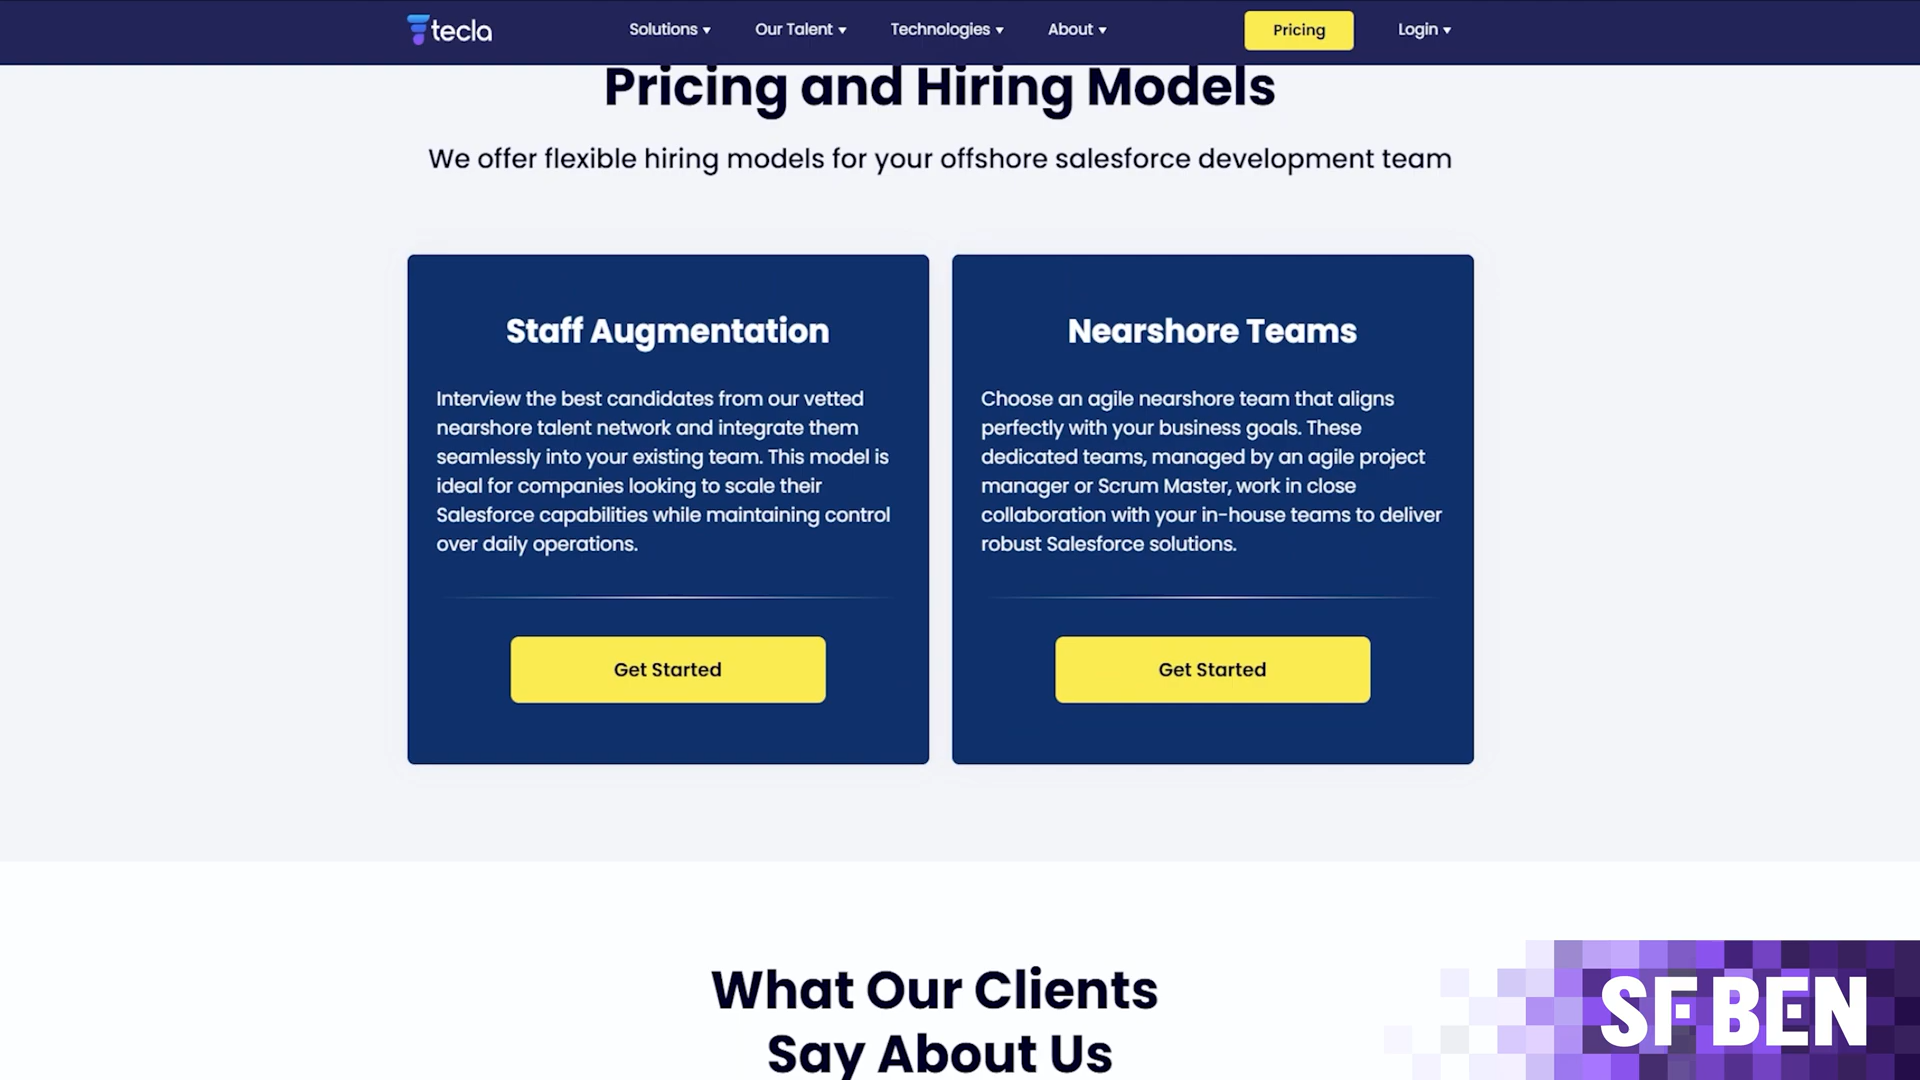 tecla
Solutions
Our Talent
Technologies
About
Pricing
Login
Pricing and Hiring Models
We offer flexible hiring models for your offshore salesforce development team
Staff Augmentation
Interview the best candidates from our vetted
nearshore talent network and integrate them
seamlessly into your existing team. This model is
ideal for companies looking to scale their
Salesforce capabilities while maintaining control
over daily operations.
Get Started
Nearshore Teams
Choose an agile nearshore team that aligns
perfectly with your business goals. These
dedicated teams, managed by an agile project
manager or Scrum Master, work in close
collaboration with your in-house teams to deliver
robust Salesforce solutions.
Get Started
What Our Clients
Say About Us
SF BEN